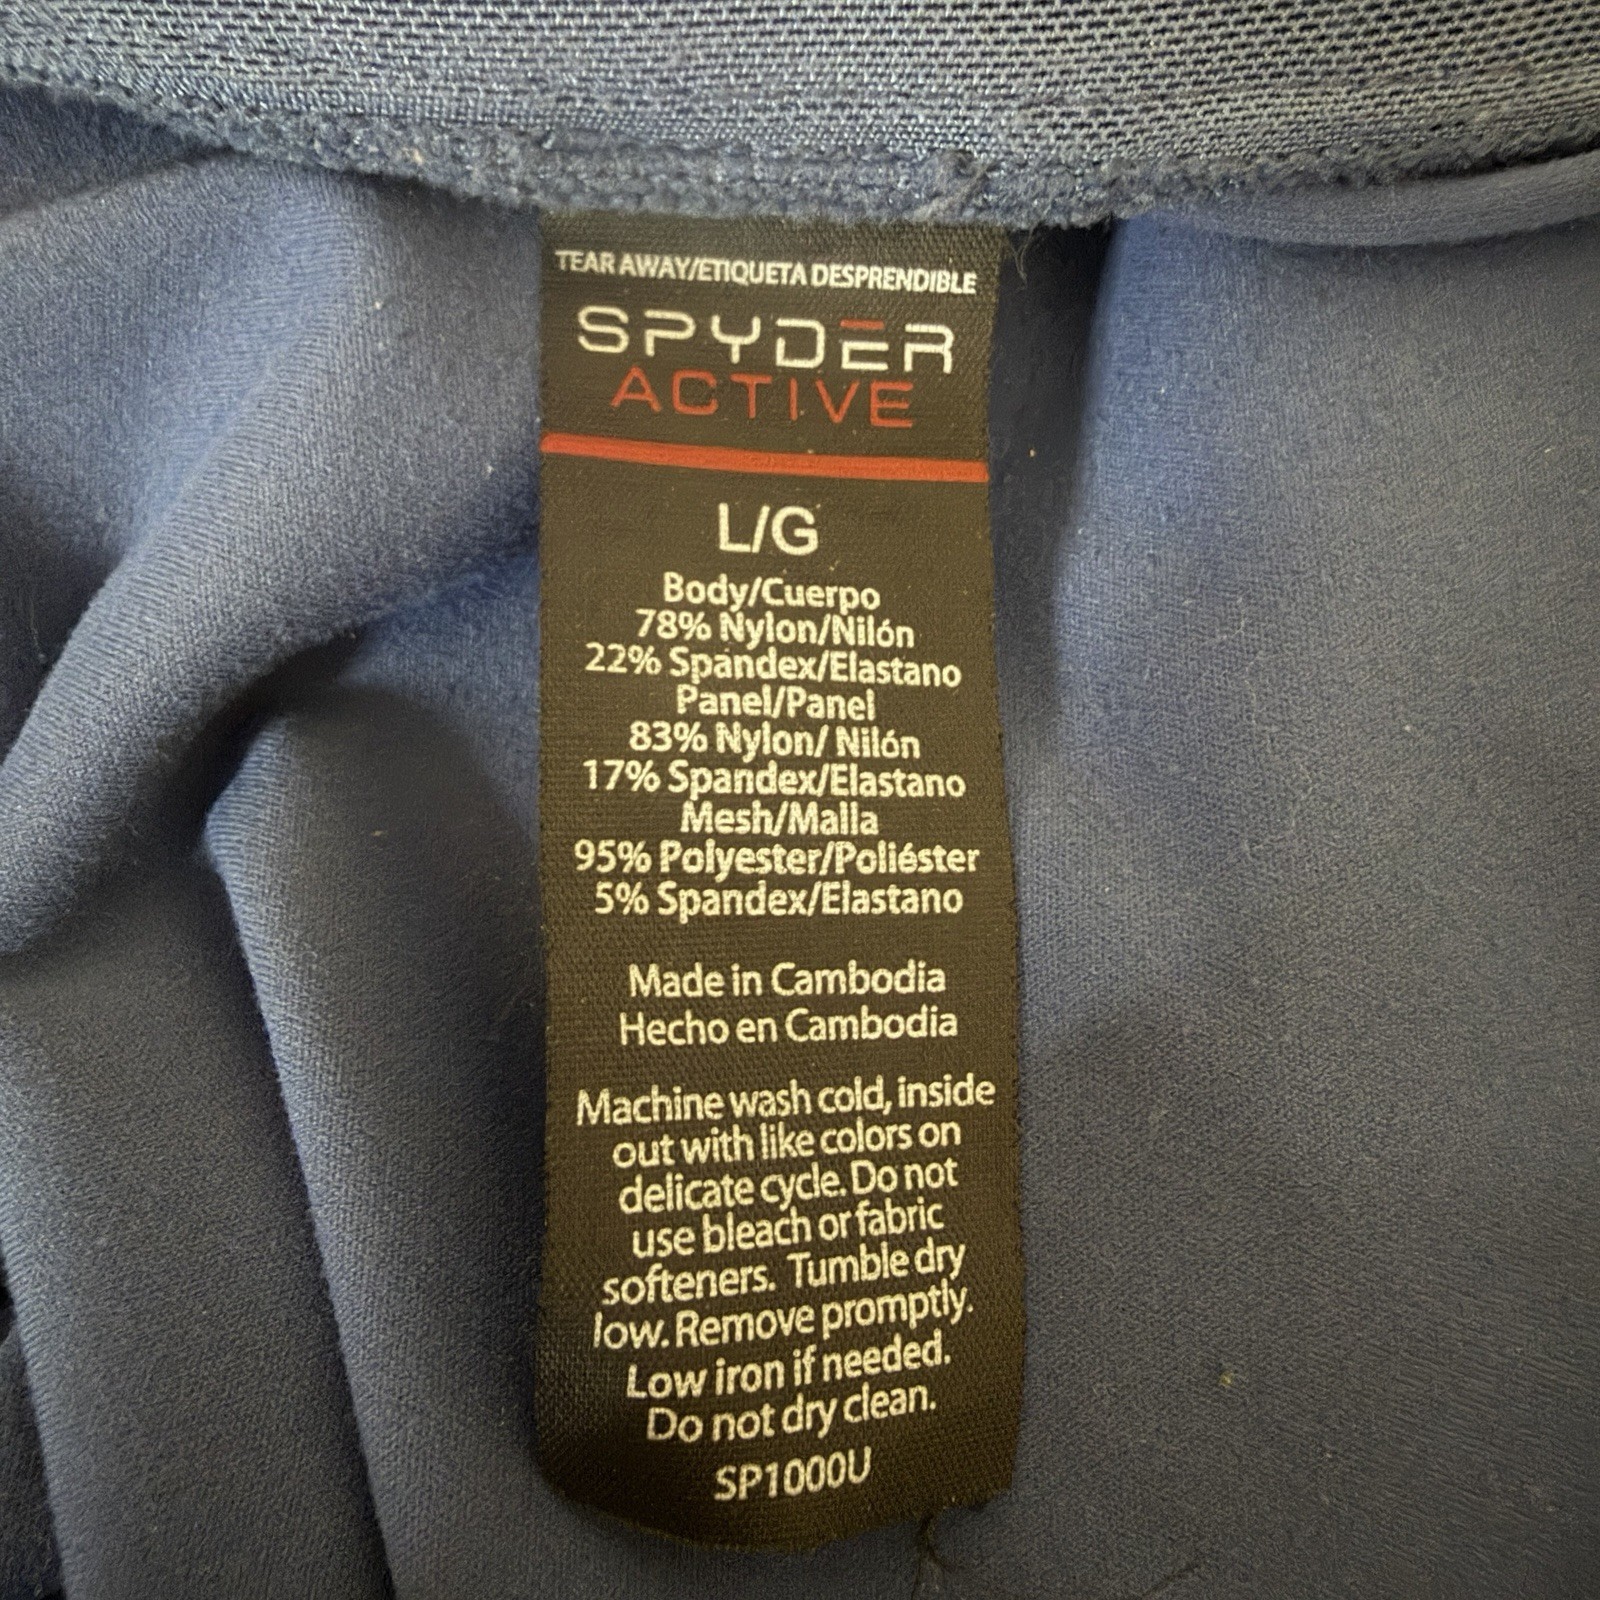 TEAR AWAY/ETIQUETA DESPRENDIBLE
SPYDER
ACTIVE
L/G
Body/Cuerpo
78% Nylon/Nilón
22% Spandex/Elastano
Panel/Panel
83% Nylon/ Nilón
17% Spandex/Elastano
Mesh/Malla
95% Polyester/Poliéster
5% Spandex/Elastano
Made in Cambodia
Hecho en Cambodia
Machine wash cold, inside
out with like colors on
delicate cycle. Do not
use bleach or fabric
softeners. Tumble dry
low. Remove promptly.
Low iron if needed.
Do not dry clean.
SP1000U